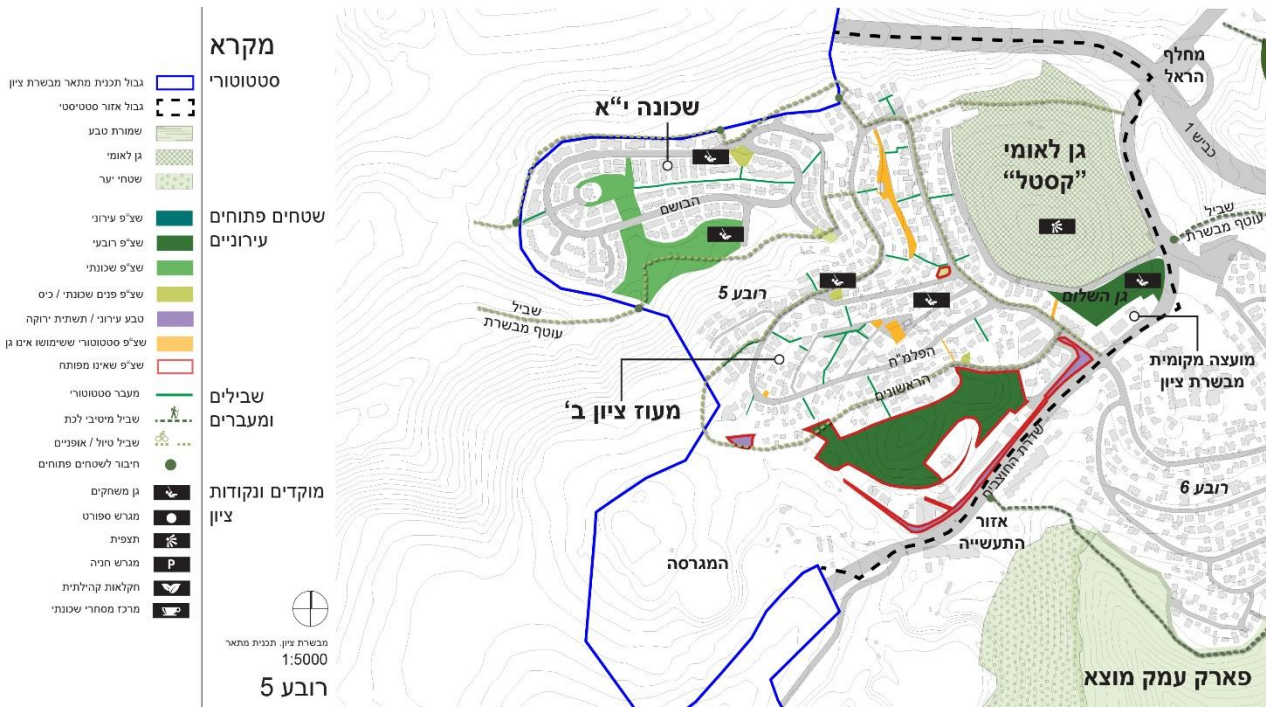 מקרא
סטטוטורי
גבול תכנית מתאר מבשרת ציון
גבול אזור סטטיסטי
שמורת טבע
גן לאומי
שטחי יער
שטחים פתוחים
עירוניים
שצ"פ עירוני
שצ"פ רובעי
שצ"פ שכונתי
שצ"פ פנים שכונתי / כיס
טבע עירוני / תשתית ירוקה
שצ"פ סטטוטורי ששימושו אינו גן
שצ"פ שאינו מפותח
שבילים
ומעברים
מעבר סטטוטורי
שביל מיטיבי לכת
שביל טיול / אופניים
חיבור לשטחים פתוחים
מוקדים ונקודות
ציון
גן משחקים
מגרש ספורט
תצפית
מגרש חניה
P
חקלאות קהילתית
מרכז מסחרי שכונתי
מבשרת ציון. תכנית מתאר
1:5000
רובע 5
מחלף
הראל
כביש 1
שכונה י"א
גן לאומי
"קסטל"
הבושם
שביל
עוטף מבשרת
רובע 5
גן השלום
שביל
עוטף מבשרת
מועצה מקומית
מבשרת ציון
הפלמ"ח
הראשונים
מעוז ציון ב'
שדרת החוצבים
רובע 6
אזור
התעשייה
המגרסה
פארק עמק מוצא